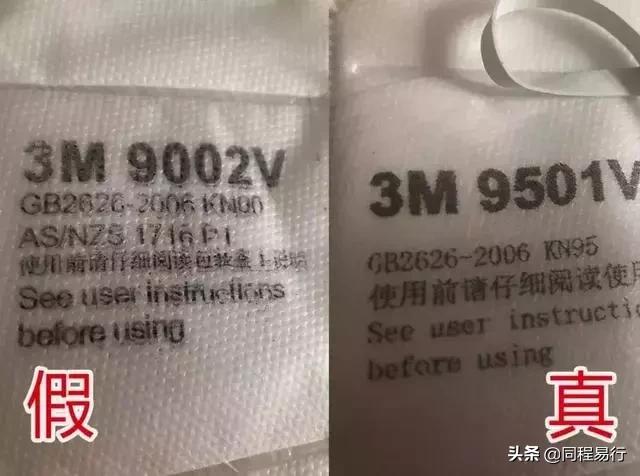 3M 9002V
GB2626-2006 KN90
AS/NZS 1716 P1
使用前请仔细阅读包装盒上说明
See user instructions
before using
假
3M 9501V
GB2626-2006 KN95
使用前请仔细阅读使用
See user instructio
before using
真
头条 @同程易行